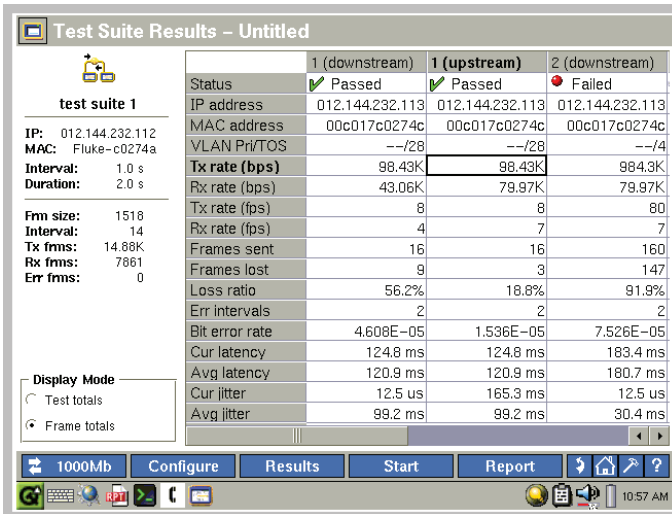 Test Suite Results – Untitled
test suite 1
IP: 012.144.232.112
MAC: Fluke-c0274a
Interval: 1.0 s
Duration: 2.0 s
Frm size: 1518
Interval: 14
Tx frms: 14.88K
Rx frms: 7861
Err frms: 0
Display Mode
Test totals
Frame totals
1 (downstream) 1 (upstream) 2 (downstream)
Status Passed Passed Failed
IP address 012.144.232.113 012.144.232.113 012.144.232.113
MAC address 00c017c0274c 00c017c0274c 00c017c0274c
VLAN Pri/TOS --/28 --/28 --/4
Tx rate (bps) 98.43K 98.43K 984.3K
Rx rate (bps) 43.06K 79.97K 79.97K
Tx rate (fps) 8 8 80
Rx rate (fps) 4 7 7
Frames sent 16 16 160
Frames lost 9 3 147
Loss ratio 56.2% 18.8% 91.9%
Err intervals 2 2 2
Bit error rate 4.608E-05 1.536E-05 7.526E-05
Cur latency 124.8 ms 124.8 ms 183.4 ms
Avg latency 120.9 ms 120.9 ms 180.7 ms
Cur jitter 12.5 us 165.3 ms 12.5 us
Avg jitter 99.2 ms 99.2 ms 30.4 ms
1000Mb Configure Results Start Report ?
RPT 10:57 AM